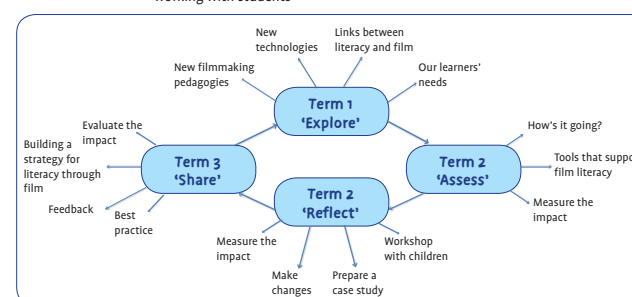 working with students
New
technologies
Links between
literacy and film
New filmmaking
pedagogies
Our learners'
needs
Term 1
'Explore'
Evaluate the
impact
How's it going?
Building a
strategy for
literacy through
film
Term 3
'Share'
Term 2
'Assess'
Tools that
film literacy
Term 2
'Reflect'
Feedback
Best
practice
Measure the
impact
Measure the
impact
Workshop
with children
Make
changes
Prepare a
case study